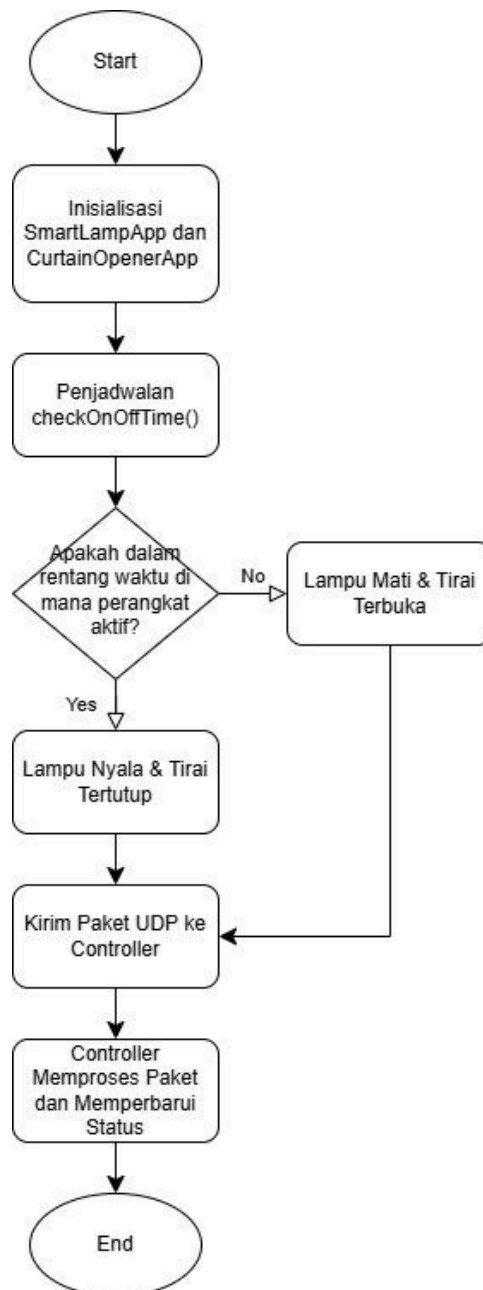 Start
Inisialisasi
SmartLampApp dan
CurtainOpenerApp
Penjadwalan
checkOnOffTime()
Apakah dalam
rentang waktu di
mana perangkat
aktif?
No
Lampu Mati & Tirai
Terbuka
Yes
Lampu Nyala & Tirai
Tertutup
Kirim Paket UDP ke
Controller
Controller
Memproses Paket
dan Memperbarui
Status
End